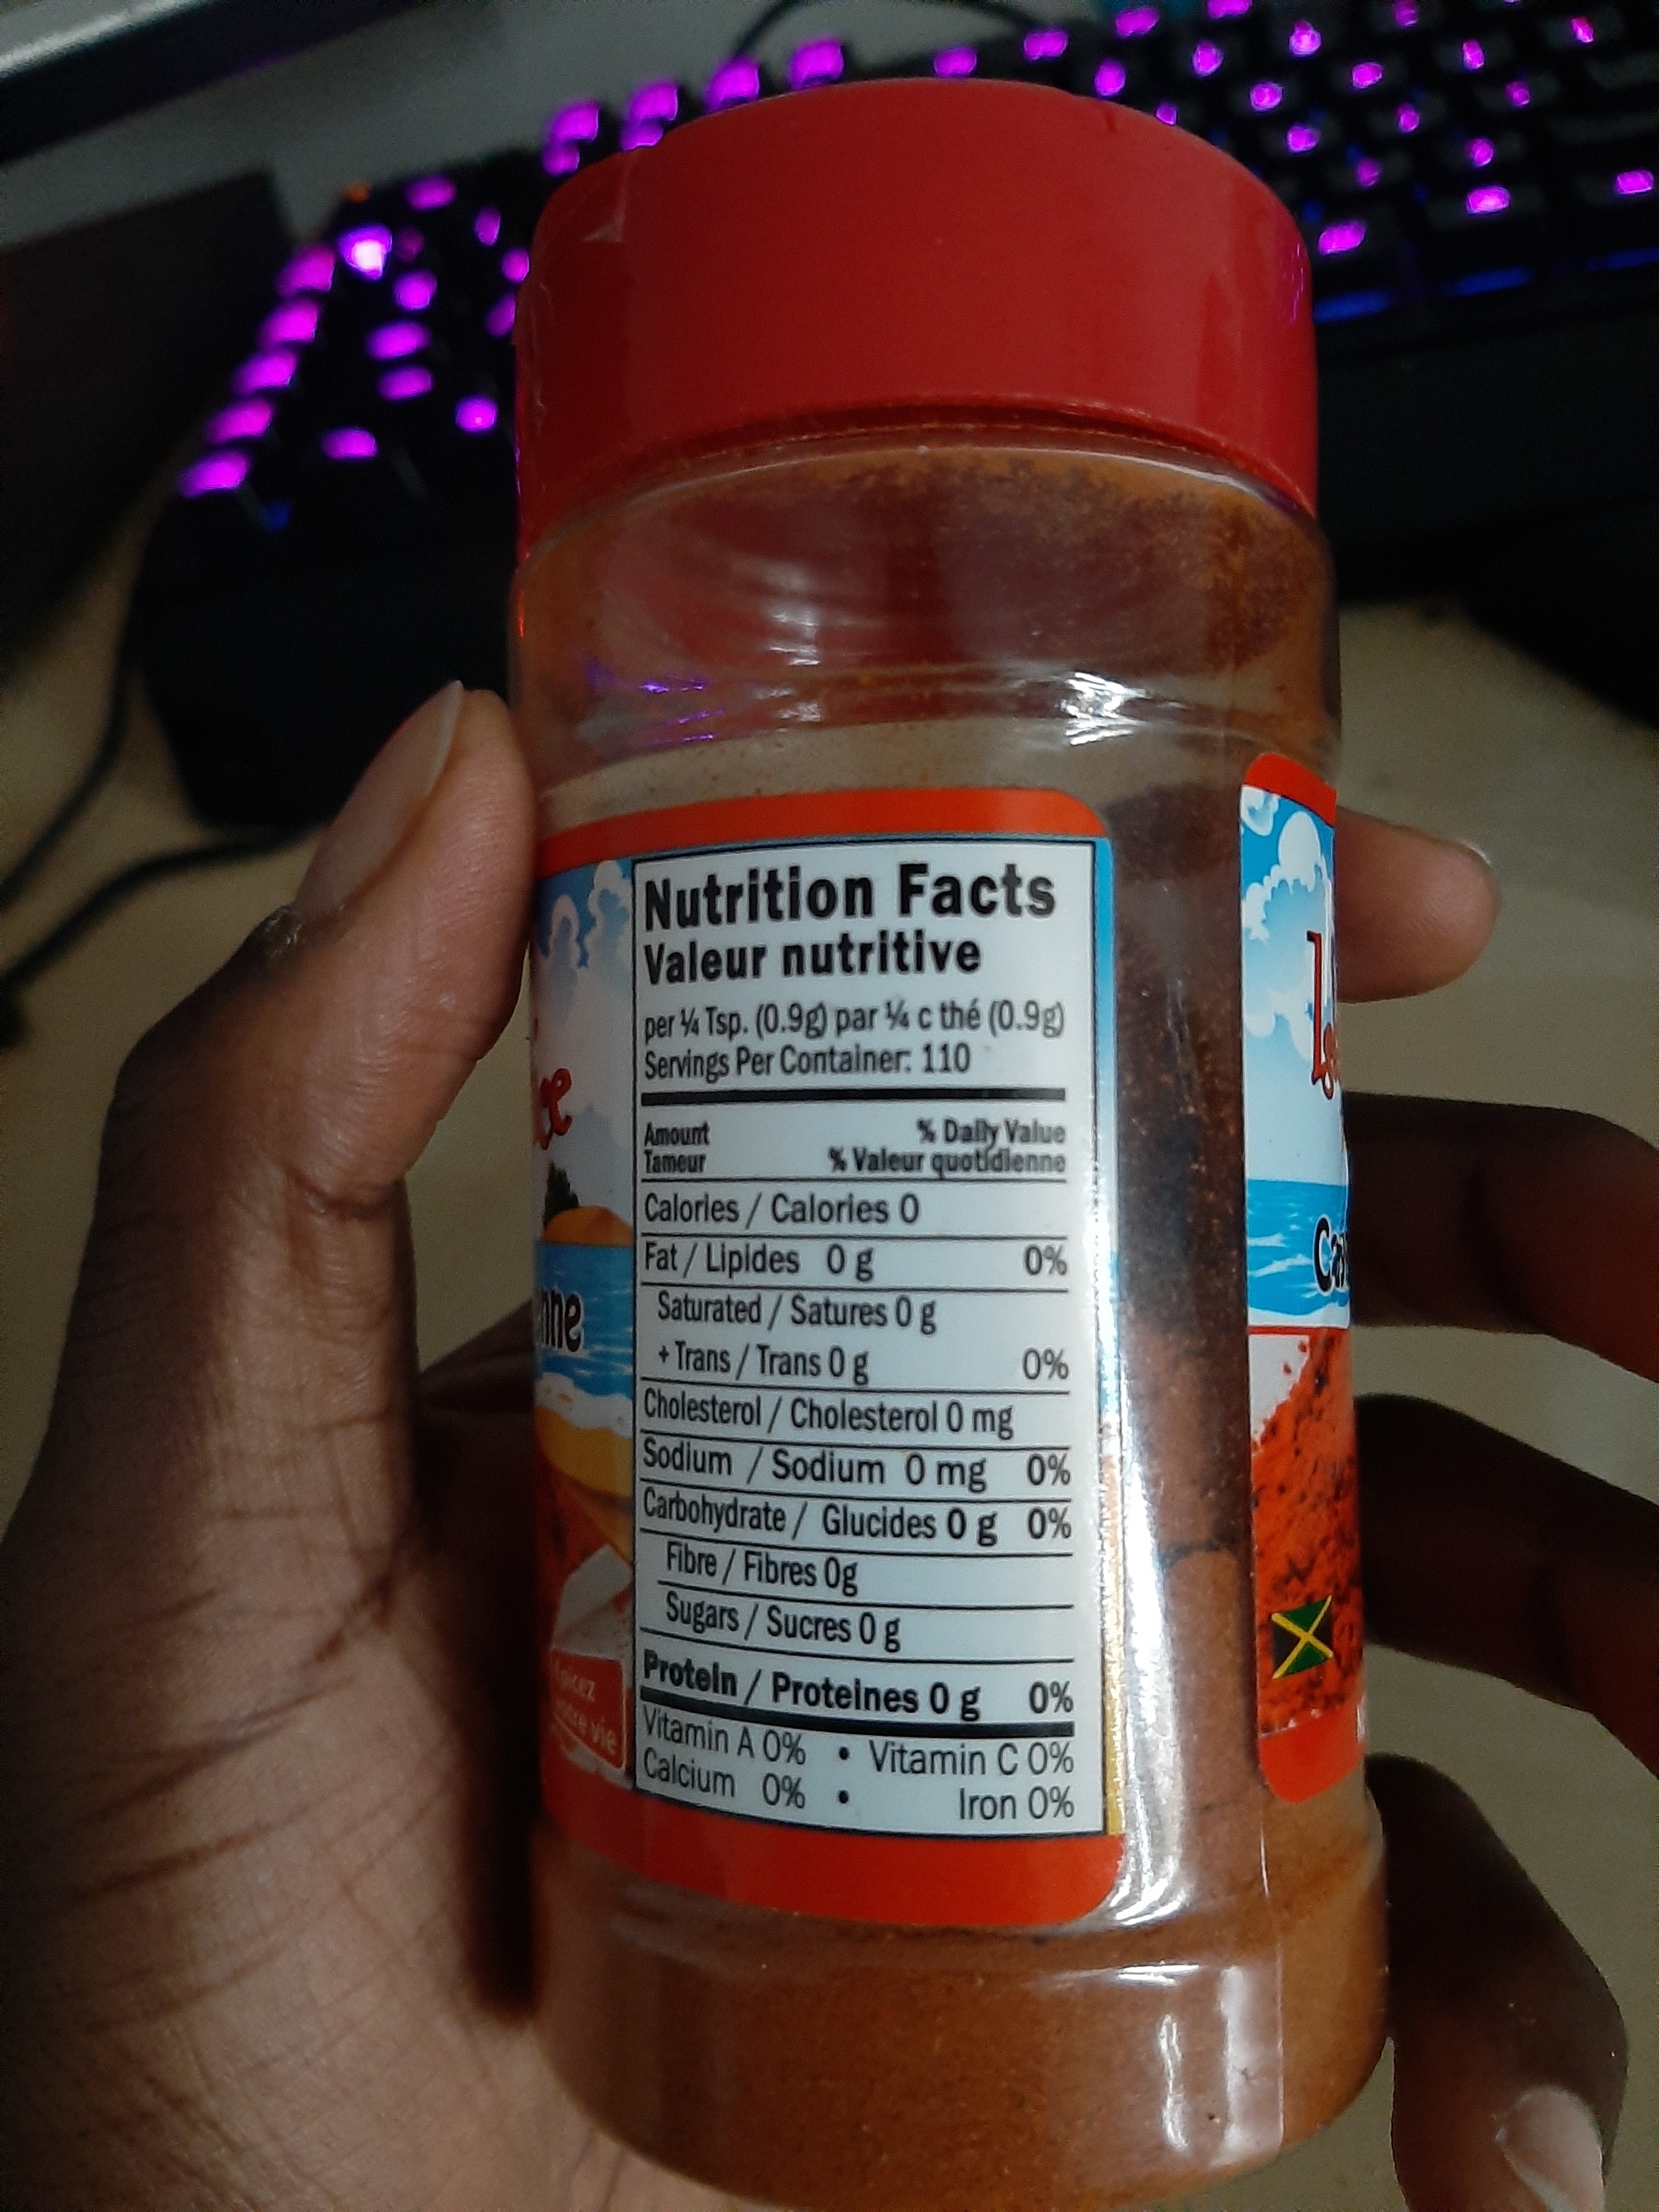 Nutrition Facts
Valeur nutritive
per ¼ Tsp. (0.9g) par ¼ c thé (0.9g)
Servings Per Container: 110
Amount % Daily Value
Tameur % Valeur quotidienne
Calories / Calories 0
Fat / Lipides 0 g 0%
Saturated / Satures 0 g
+ Trans / Trans 0 g 0%
Cholesterol / Cholesterol 0 mg
Sodium / Sodium 0 mg 0%
Carbohydrate / Glucides 0 g 0%
Fibre / Fibres 0g
Sugars / Sucres 0 g
Protein / Proteines 0 g 0%
Vitamin A 0% • Vitamin C 0%
Calcium 0% • Iron 0%
votre vie